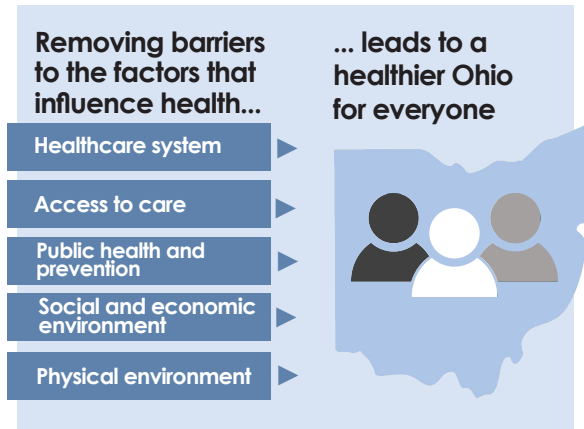 Removing barriers
to the factors that
influence health...
... leads to a
healthier Ohio
for everyone
Healthcare system
Access to care
Public health and
prevention
Social and economic
environment
Physical environment